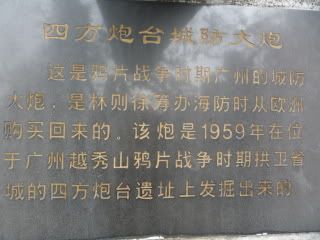 四方炮台城防大炮
这是鸦片战争时期广州的城防
大炮，是林则徐筹办海防时从欧洲
购买回来的。该炮是1959年在位
于广州越秀山鸦片战争时期拱卫省
城的四方炮台遗址上发掘出来的